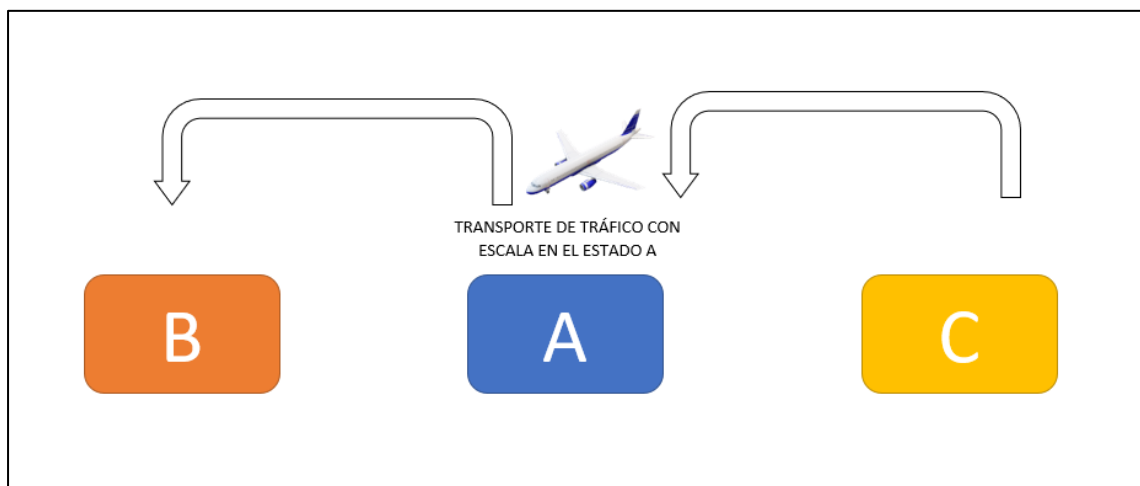 TRANSPORTE DE TRÁFICO CON
ESCALA EN EL ESTADO A
B
A
C